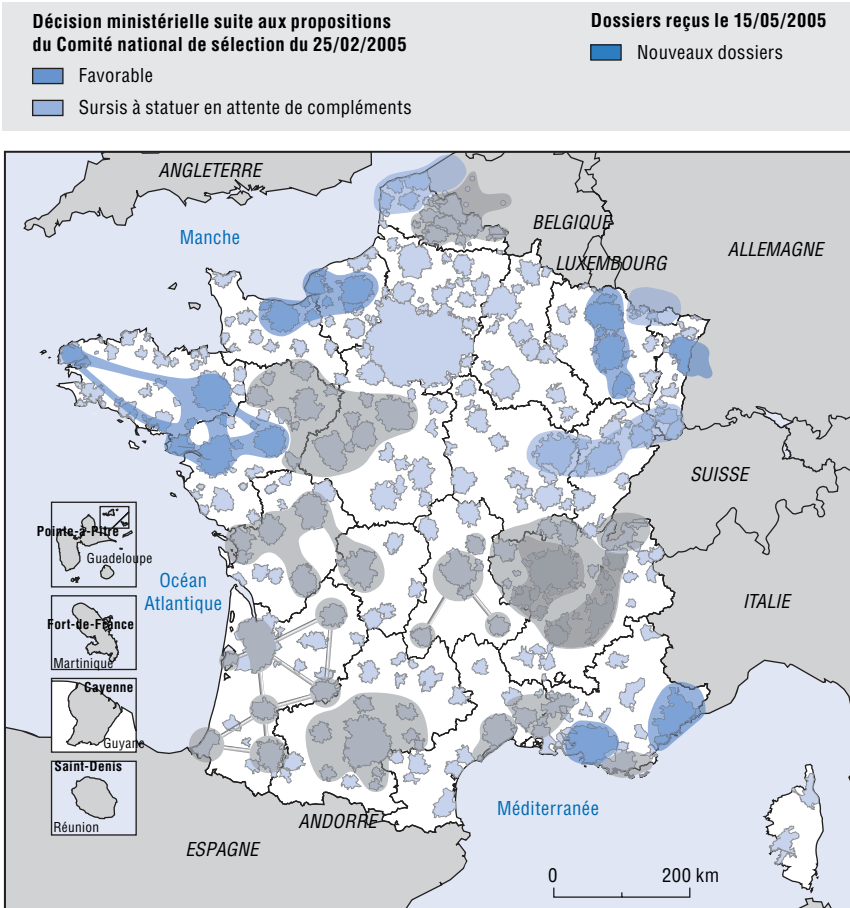 Décision ministérielle suite aux propositions
du Comité national de sélection du 25/02/2005
Favorable
Sursis à statuer en attente de compléments
Dossiers reçus le 15/05/2005
Nouveaux dossiers
ANGLETERRE
Manche
BELGIQUE
LUXEMBOURG
ALLEMAGNE
SUISSE
ITALIE
Océan
Atlantique
Pointe-à-Pitre
Guadeloupe
Fort-de-France
Martinique
Cayenne
Guyane
Saint-Denis
Réunion
Méditerranée
ANDORRE
ESPAGNE
0 200 km